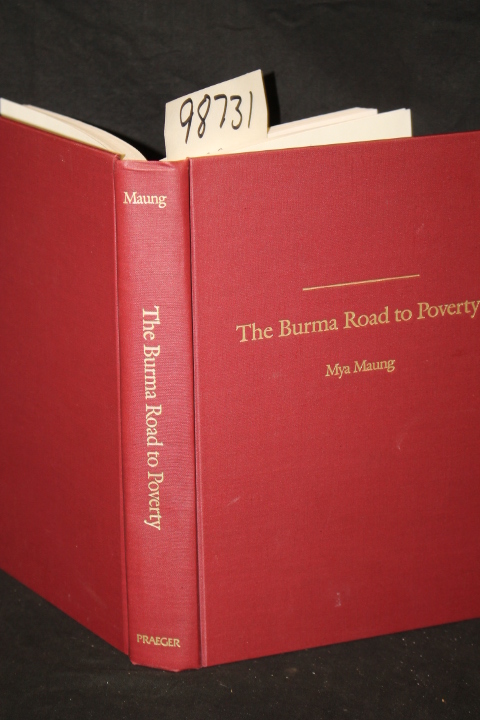 98731
Maung
The Burma Road to Poverty
PRAEGER
The Burma Road to Poverty
Mya Maung